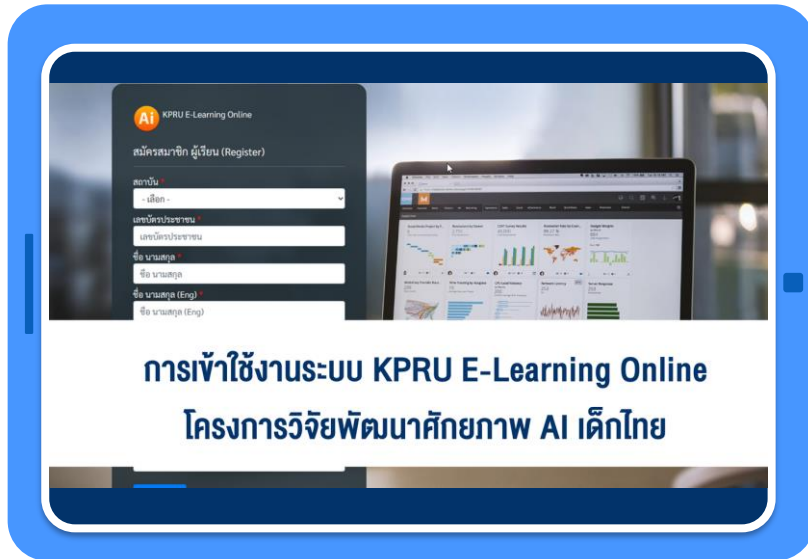 Ai KPRU E-Learning Online
สมัครสมาชิก ผู้เรียน (Register)
สถาบัน *
- เลือก -
เลขบัตรประชาชน *
เลขบัตรประชาชน
ชื่อ นามสกุล *
ชื่อ นามสกุล
ชื่อ นามสกุล (Eng) *
ชื่อ นามสกุล (Eng)
การเข้าใช้งานระบบ KPRU E-Learning Online
โครงการวิจัยพัฒนาศักยภาพ AI เด็กไทย